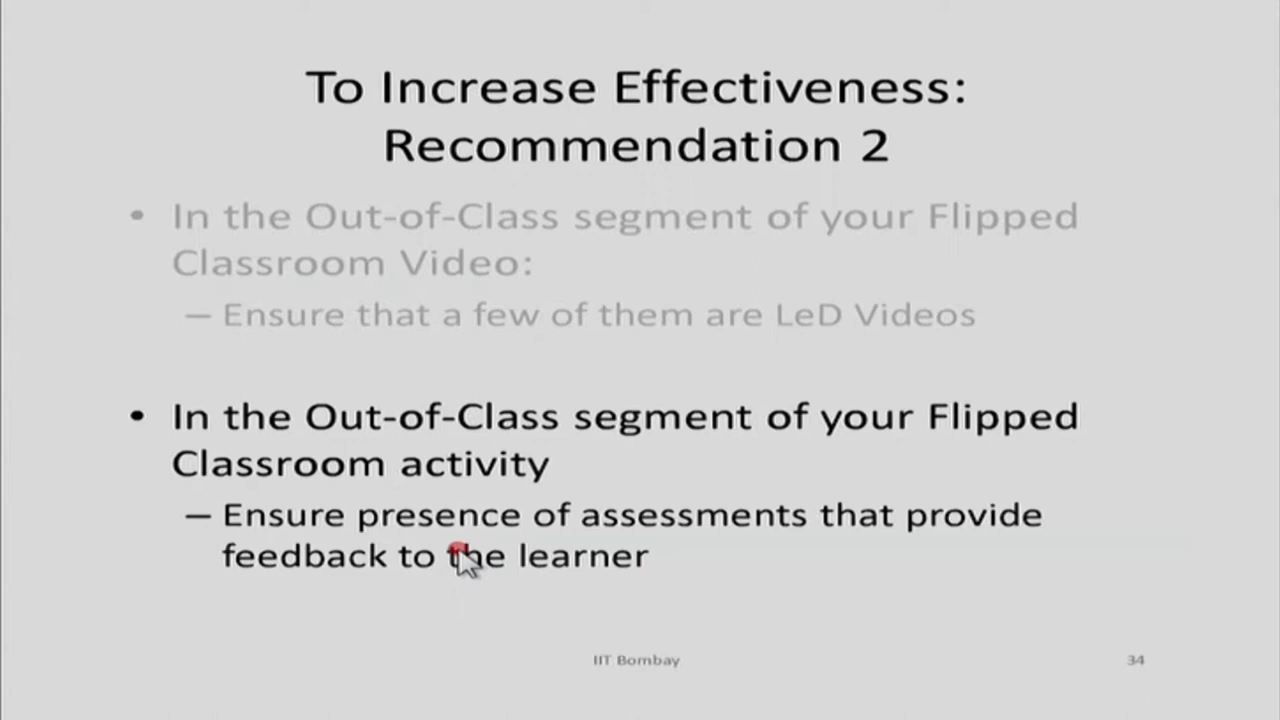 To Increase Effectiveness:
Recommendation 2
• In the Out-of-Class segment of your Flipped
Classroom Video:
– Ensure that a few of them are LeD Videos
• In the Out-of-Class segment of your Flipped
Classroom activity
– Ensure presence of assessments that provide
feedback to the learner
IIT Bombay
34